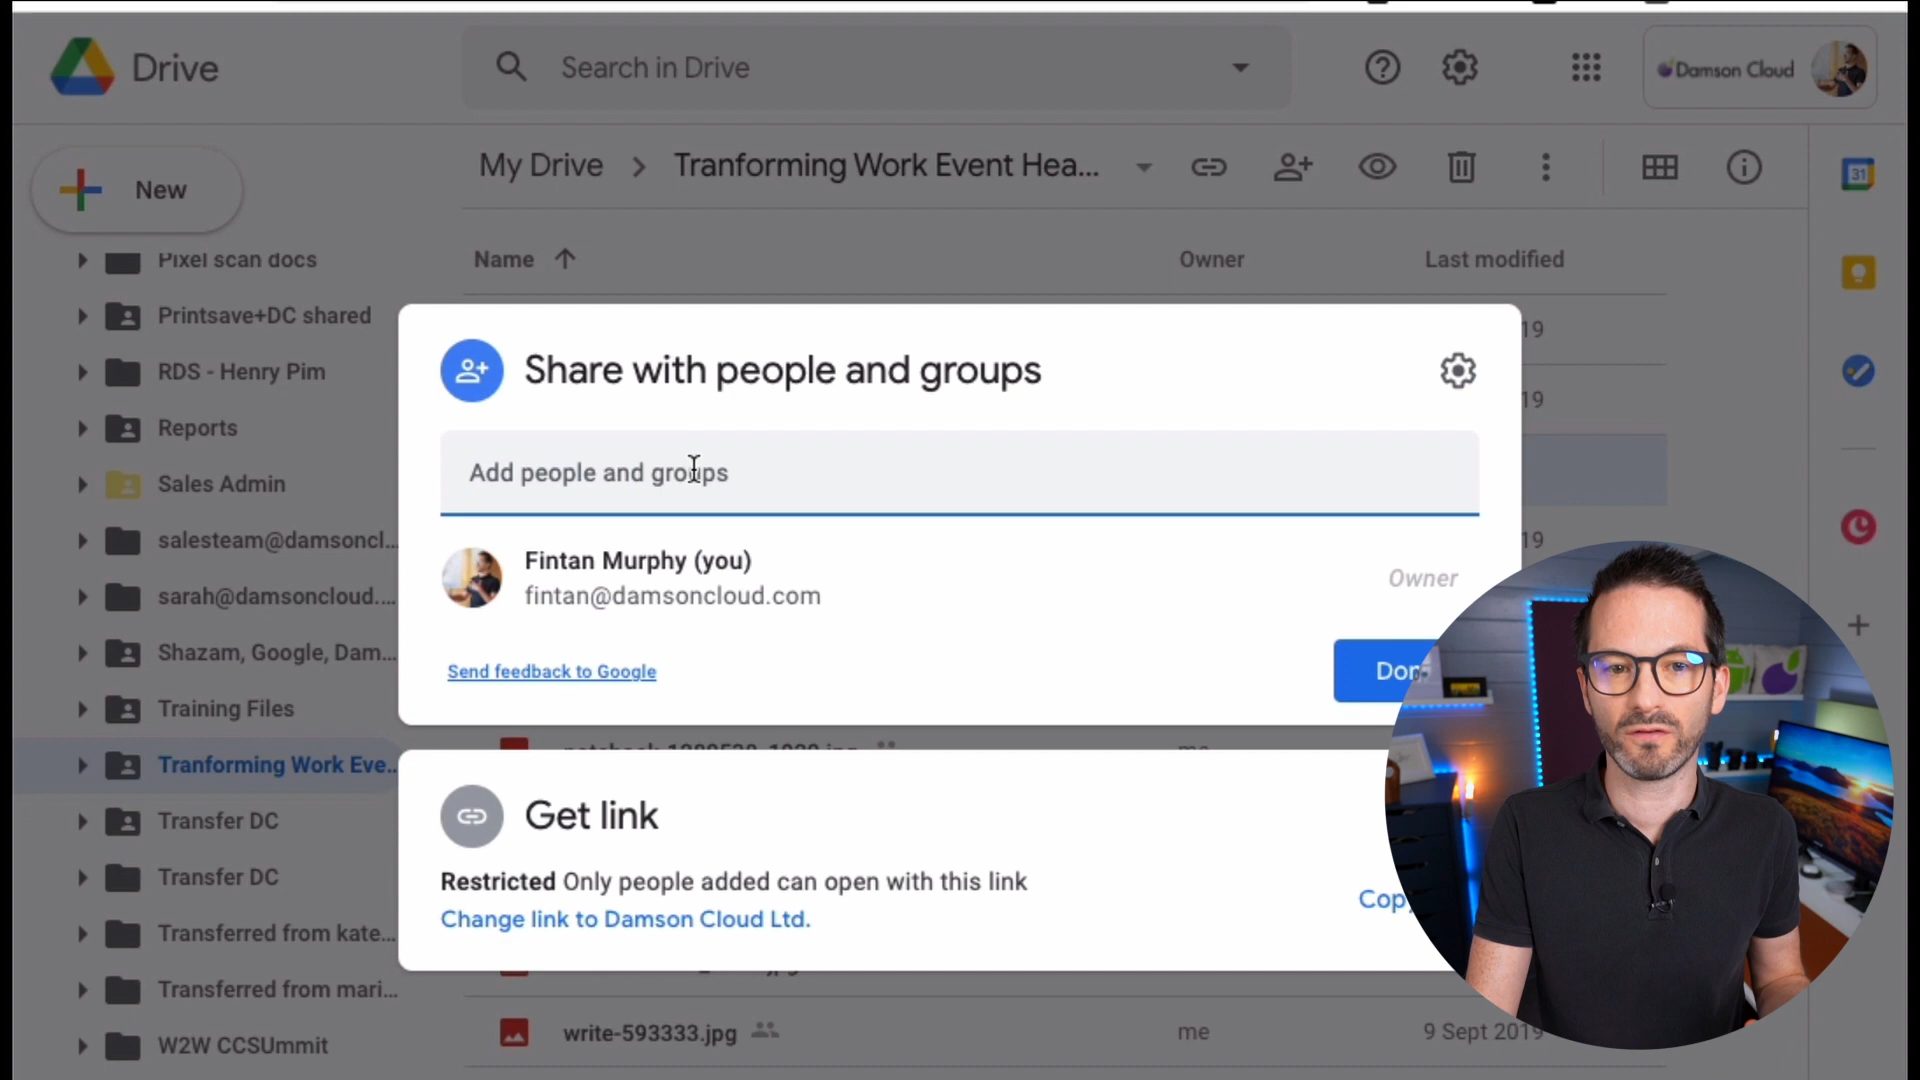 Drive
Search in Drive
Damson Cloud
New
My Drive
Tranforming Work Event Hea...
31
Name
Owner
Last modified
Pixel scan docs
Printsave+DC shared
RDS - Henry Pim
Reports
Sales Admin
salesteam@damsoncl...
sarah@damsoncloud....
Shazam, Google, Dam...
Training Files
Tranforming Work Eve...
Transfer DC
Transfer DC
Transferred from kate...
Transferred from mari...
W2W CCSUmmit
19
19
19
Share with people and groups
Add people and groups
Fintan Murphy (you)
fintan@damsoncloud.com
Owner
Send feedback to Google
Get link
Restricted Only people added can open with this link
Change link to Damson Cloud Ltd.
Copy
write-593333.jpg
me
9 Sept 2019